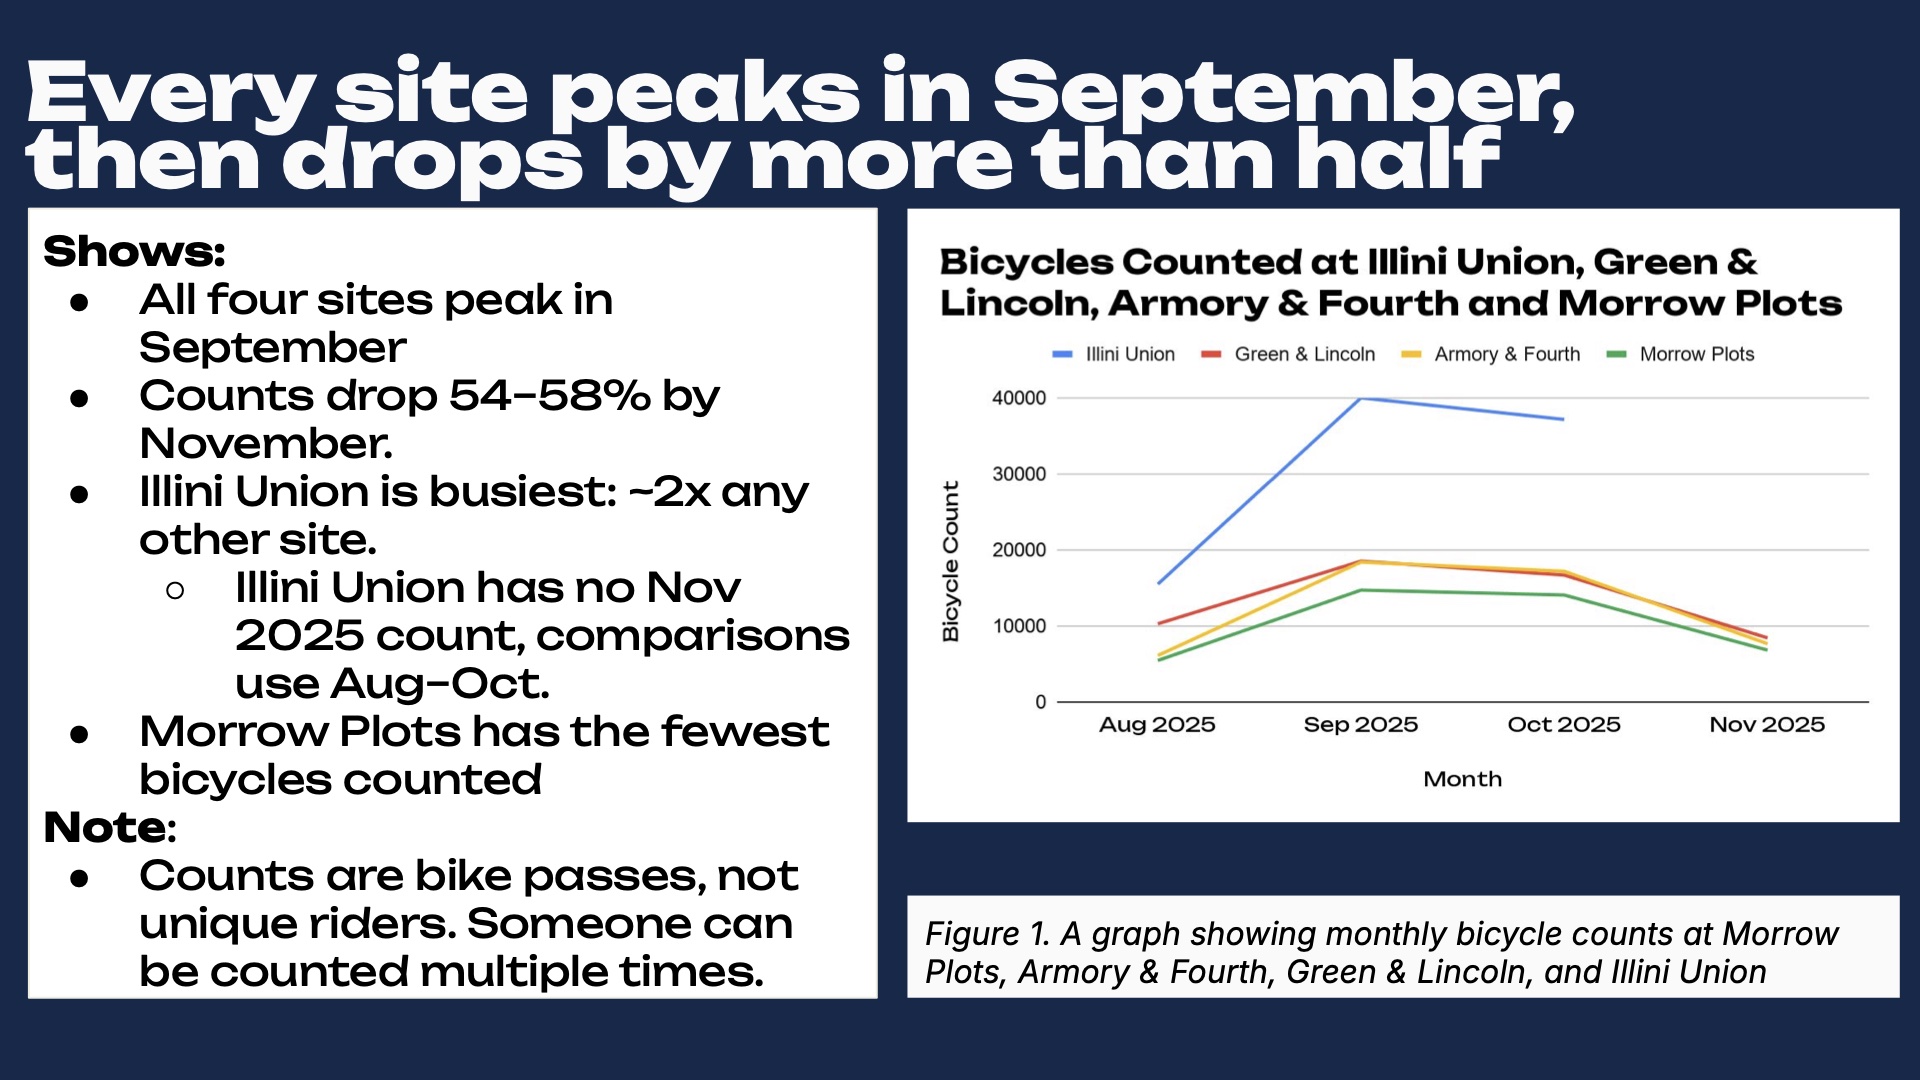 Every site peaks in September,
then drops by more than half
Shows:
● All four sites peak in
September
● Counts drop 54–58% by
November.
● Illini Union is busiest: ~2x any
other site.
○ Illini Union has no Nov
2025 count, comparisons
use Aug–Oct.
● Morrow Plots has the fewest
bicycles counted
Note:
● Counts are bike passes, not
unique riders. Someone can
be counted multiple times.
Bicycles Counted at Illini Union, Green &
Lincoln, Armory & Fourth and Morrow Plots
Illini Union Green & Lincoln Armory & Fourth Morrow Plots
40000
30000
20000
10000
0
Bicycle Count
Aug 2025 Sep 2025 Oct 2025 Nov 2025
Month
Figure 1. A graph showing monthly bicycle counts at Morrow
Plots, Armory & Fourth, Green & Lincoln, and Illini Union